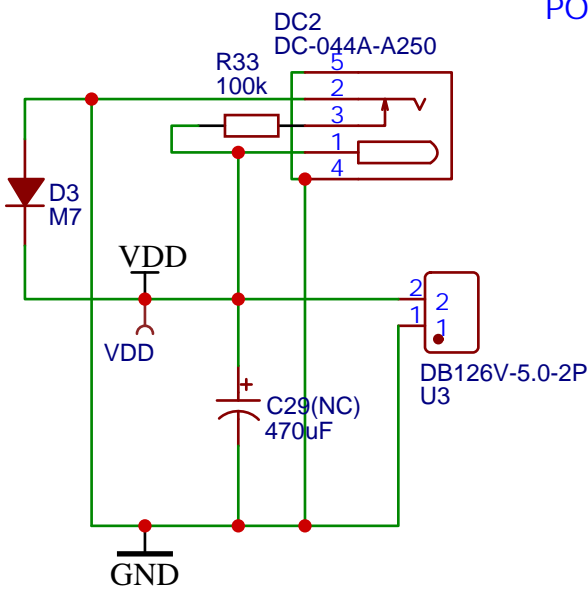 PO
DC2
DC-044A-A250
R33
100k
5
2
3
1
4
D3
M7
VDD
VDD
2
1
2
1
DB126V-5.0-2P
U3
+
C29(NC)
470uF
GND